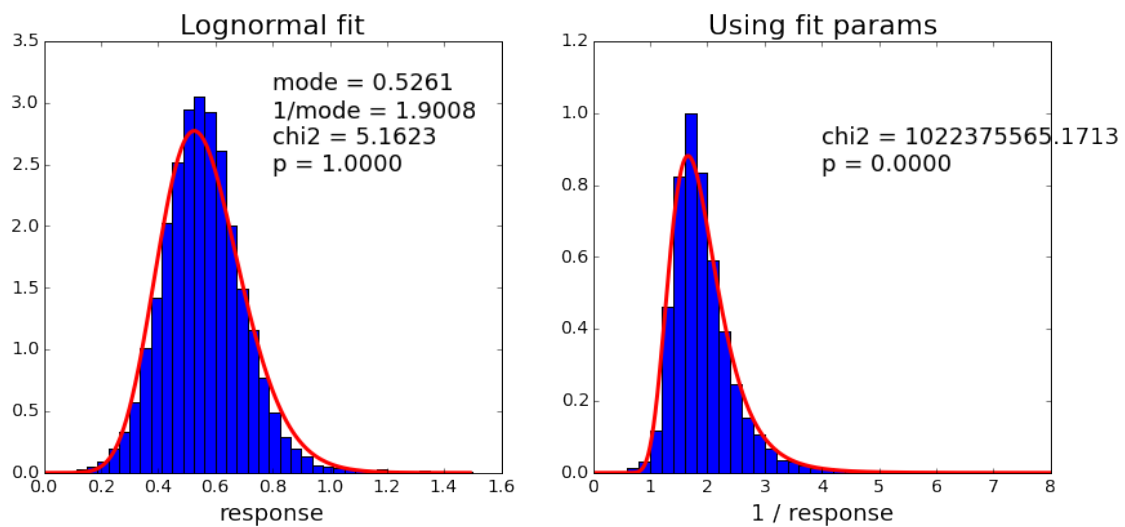 Lognormal fit
3.5
3.0
2.5
2.0
1.5
1.0
0.5
0.0
mode = 0.5261
1/mode = 1.9008
chi2 = 5.1623
p = 1.0000
0.0 0.2 0.4 0.6 0.8 1.0 1.2 1.4 1.6
response
Using fit params
1.2
1.0
0.8
0.6
0.4
0.2
0.0
chi2 = 1022375565.1713
p = 0.0000
0 1 2 3 4 5 6 7 8
1 / response